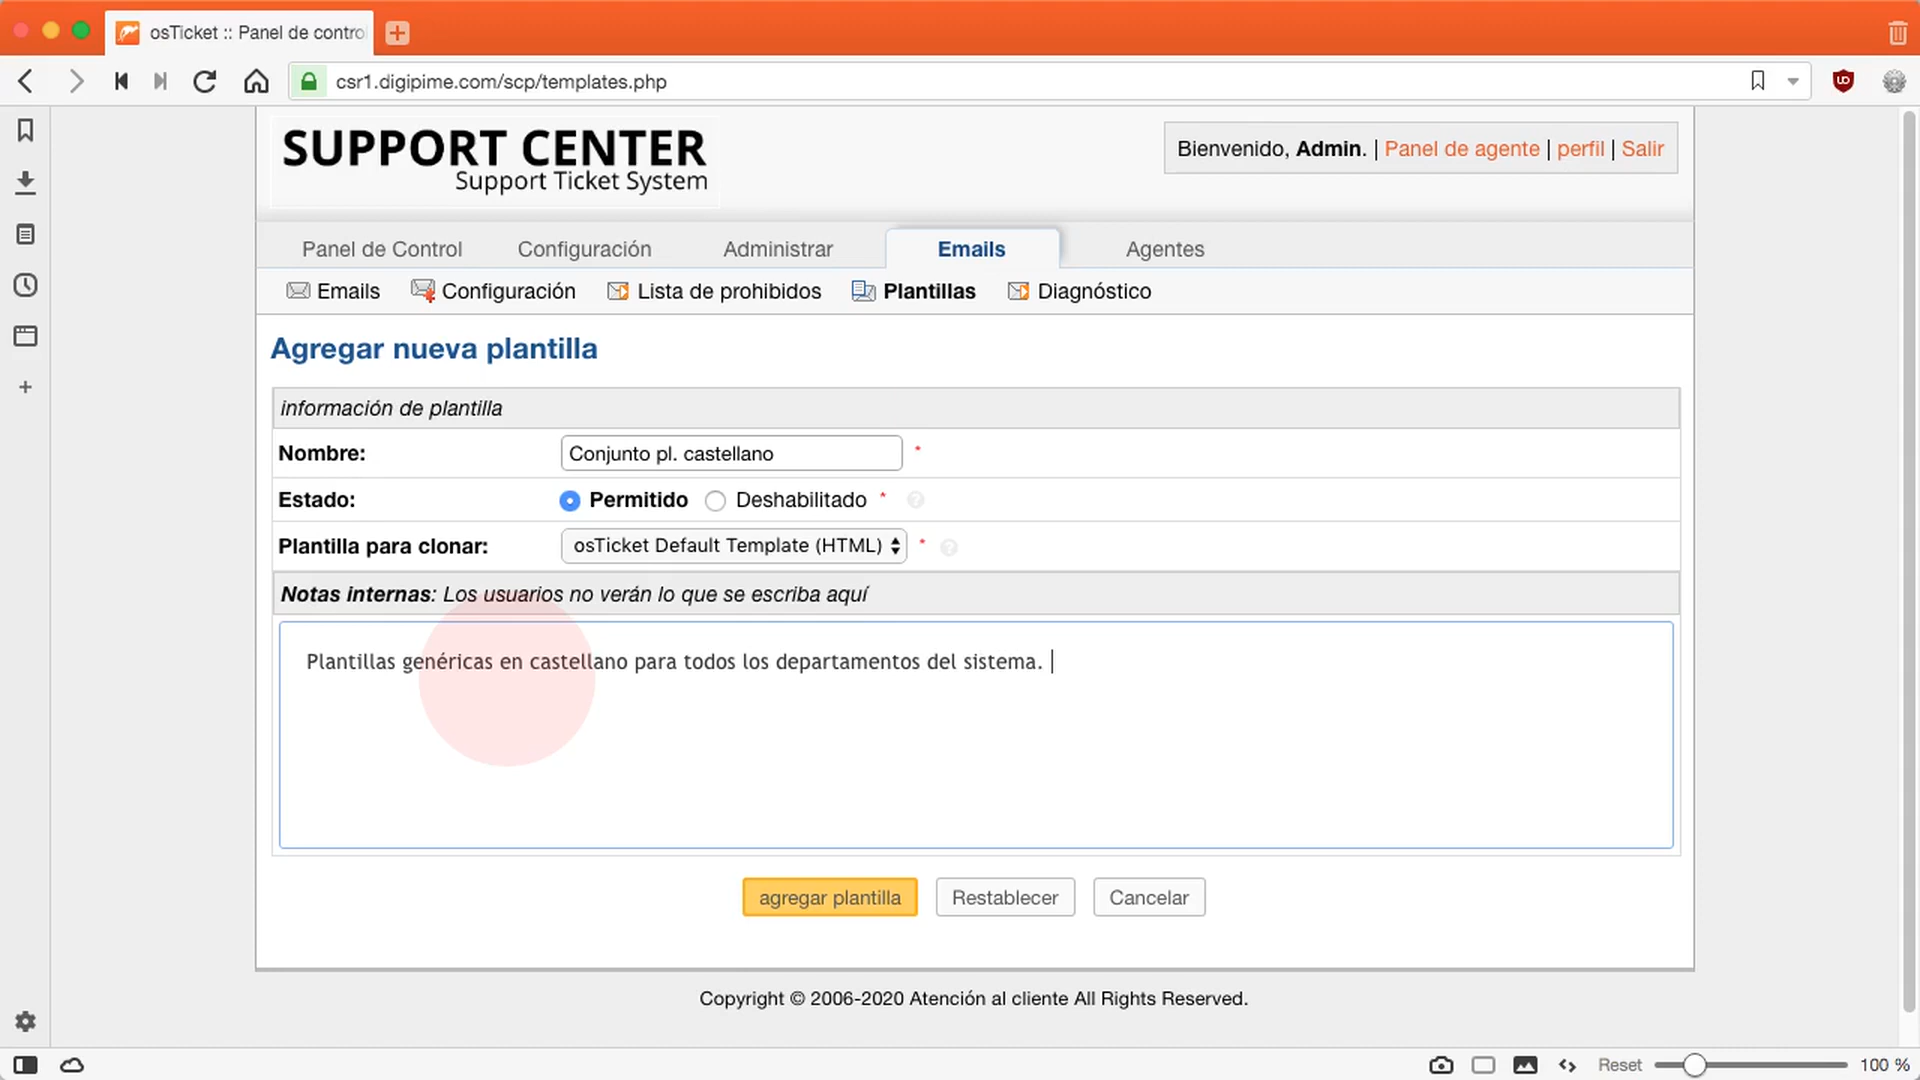 osTicket :: Panel de contro
csr1.digipime.com/scp/templates.php
SUPPORT CENTER
Support Ticket System
Bienvenido, Admin. | Panel de agente | perfil | Salir
Panel de Control Configuración Administrar Emails Agentes
Emails Configuración Lista de prohibidos Plantillas Diagnóstico
Agregar nueva plantilla
información de plantilla
Nombre: Conjunto pl. castellano *
Estado: Permitido Deshabilitado * ?
Plantilla para clonar: osTicket Default Template (HTML) * ?
Notas internas: Los usuarios no verán lo que se escriba aquí
Plantillas genéricas en castellano para todos los departamentos del sistema.
agregar plantilla Restablecer Cancelar
Copyright © 2006-2020 Atención al cliente All Rights Reserved.
Reset 100 %